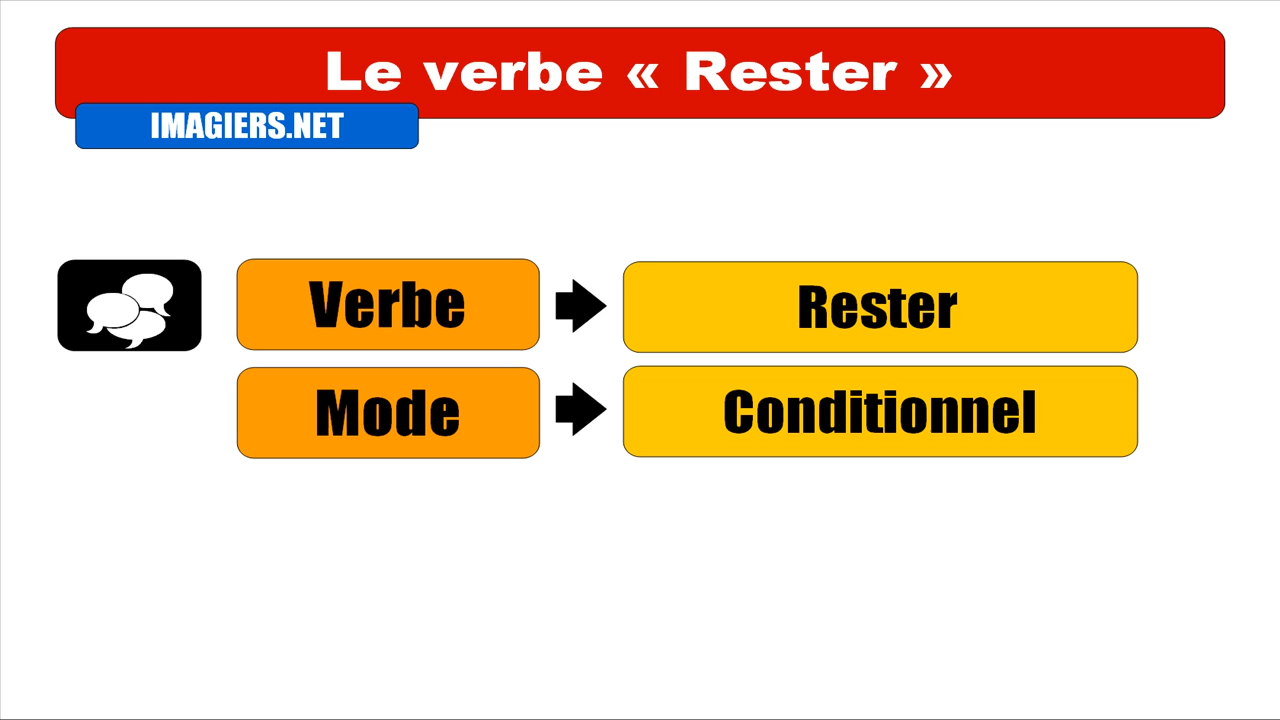 Le verbe « Rester »
IMAGIERS.NET
Verbe Rester
Mode Conditionnel